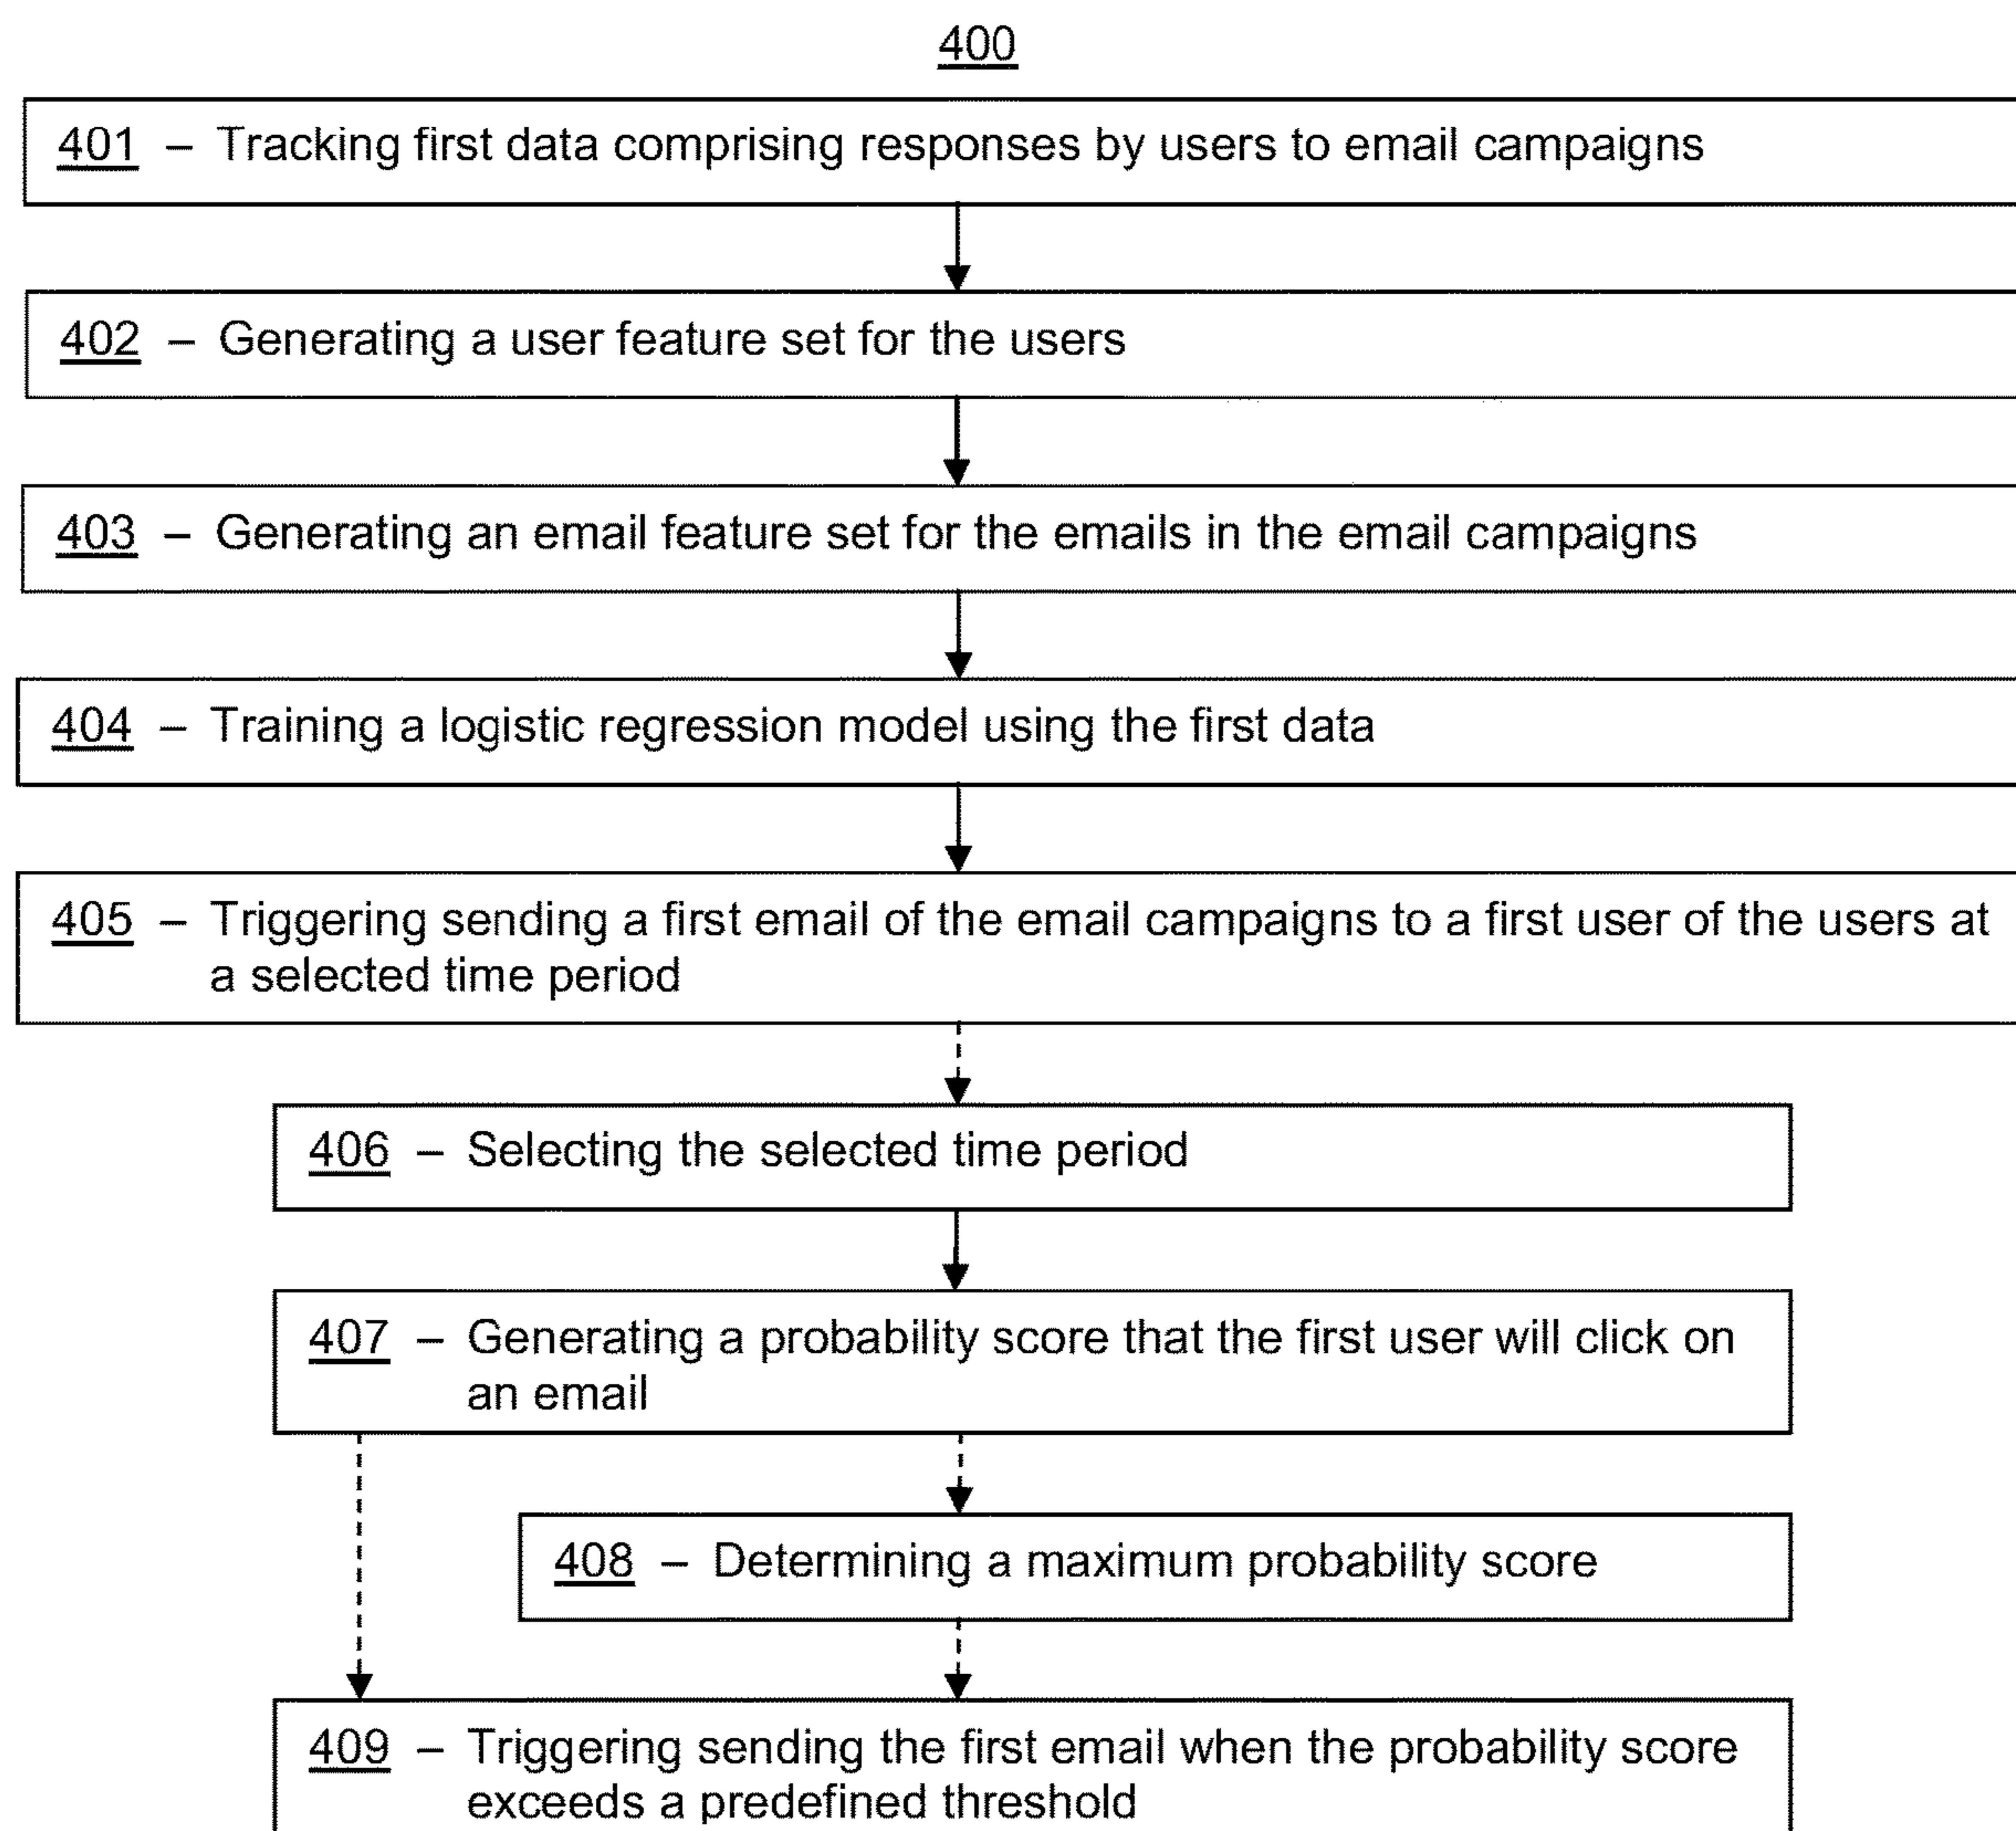 400
401 – Tracking first data comprising responses by users to email campaigns
402 – Generating a user feature set for the users
403 – Generating an email feature set for the emails in the email campaigns
404 – Training a logistic regression model using the first data
405 – Triggering sending a first email of the email campaigns to a first user of the users at
a selected time period
406 – Selecting the selected time period
407 – Generating a probability score that the first user will click on
an email
408 – Determining a maximum probability score
409 – Triggering sending the first email when the probability score
exceeds a predefined threshold